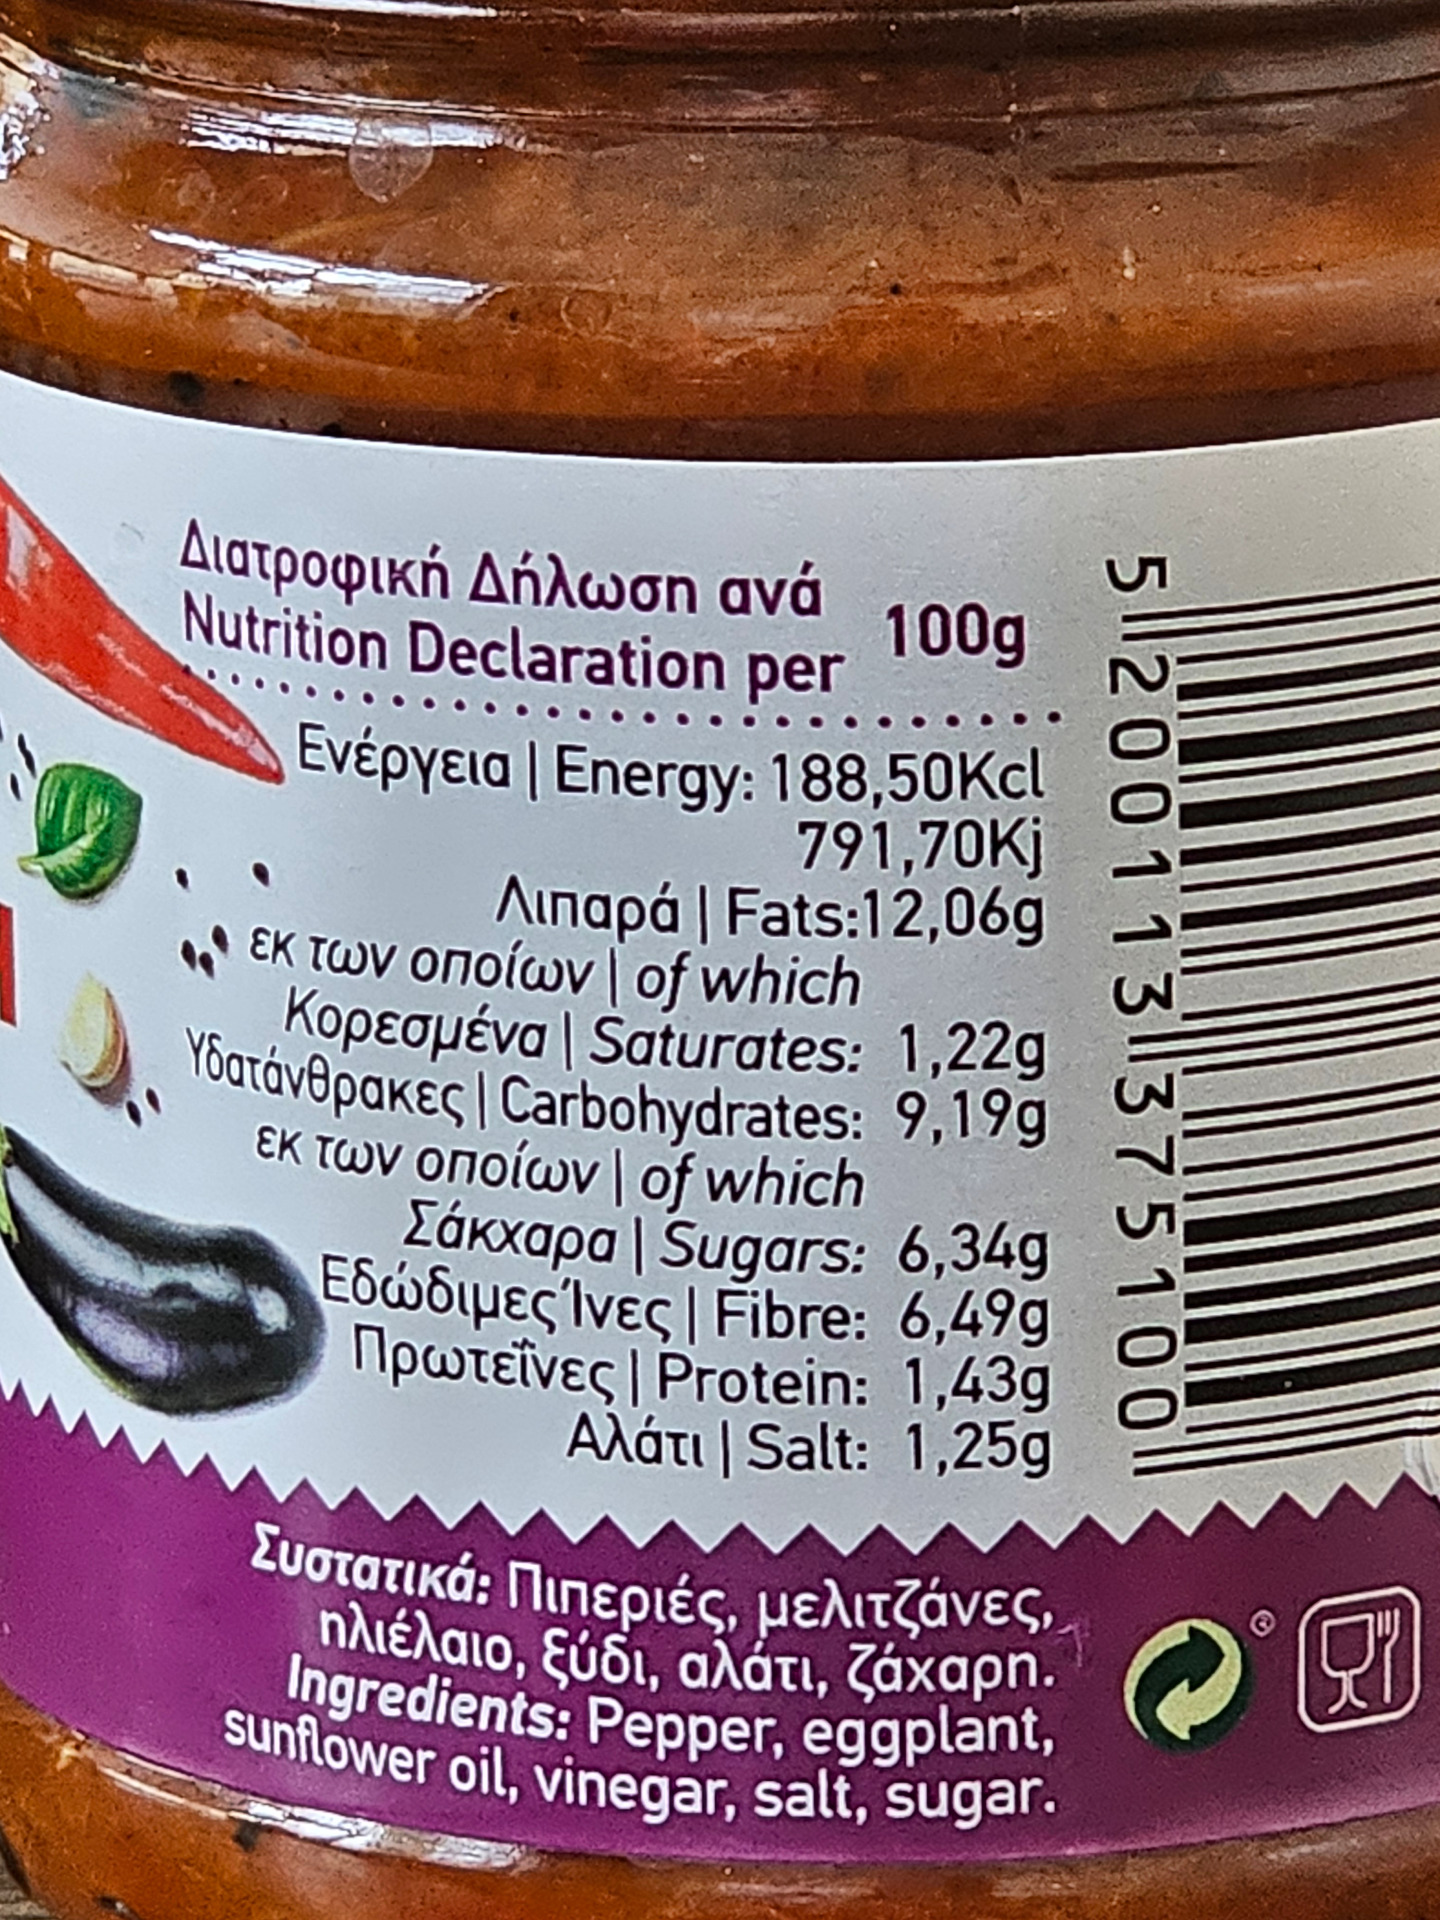 Διατροφική Δήλωση ανά
Nutrition Declaration per 100g
Ενέργεια | Energy: 188,50Kcl
791,70Kj
Λιπαρά | Fats:12,06g
εκ των οποίων | of which
Κορεσμένα | Saturates: 1,22g
Υδατάνθρακες | Carbohydrates: 9,19g
εκ των οποίων | of which
Σάκχαρα | Sugars: 6,34g
Εδώδιμες Ίνες | Fibre: 6,49g
Πρωτεΐνες | Protein: 1,43g
Αλάτι | Salt: 1,25g
5 200113 375100
Συστατικά: Πιπεριές, μελιτζάνες,
ηλιέλαιο, ξύδι, αλάτι, ζάχαρη.
Ingredients: Pepper, eggplant,
sunflower oil, vinegar, salt, sugar.
®